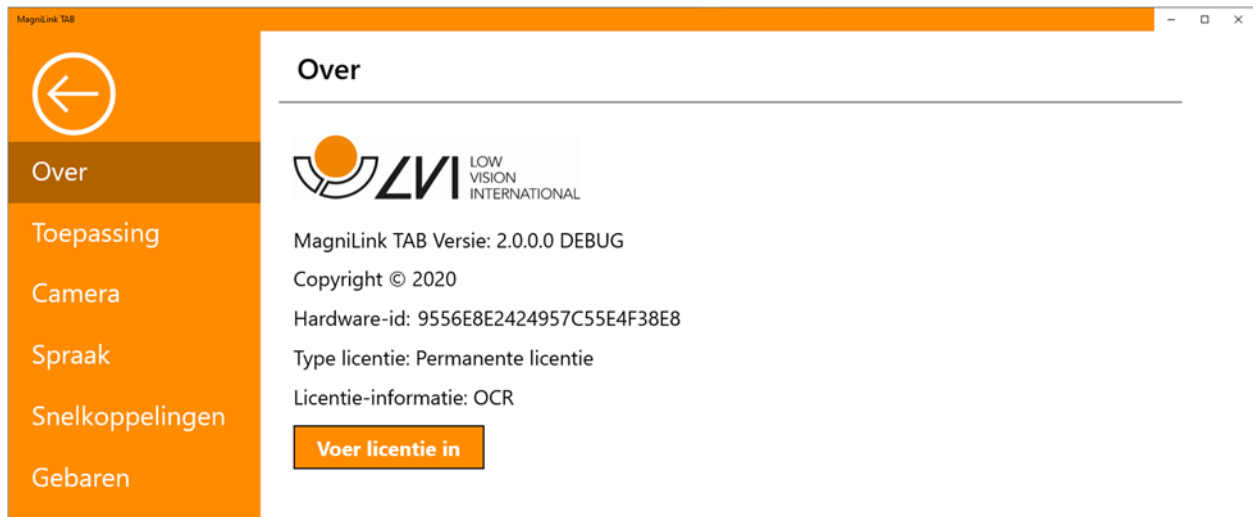 MagniLink TAB
Over
Over
Toepassing
Camera
Spraak
Snelkoppelingen
Gebaren
LVI LOW
VISION
INTERNATIONAL
MagniLink TAB Versie: 2.0.0.0 DEBUG
Copyright © 2020
Hardware-id: 9556E8E2424957C55E4F38E8
Type licentie: Permanente licentie
Licentie-informatie: OCR
Voer licentie in